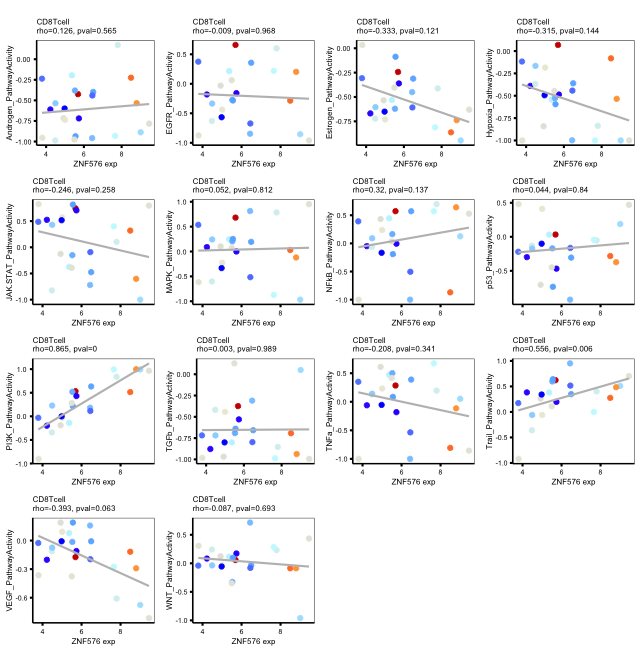 CD8Tcell
rho=0.126, pval=0.565
Androgen_PathwayActivity
0.00
-0.25
-0.50
-0.75
-1.00
4 6 8
ZNF576 exp
CD8Tcell
rho=-0.009, pval=0.968
EGFR_PathwayActivity
0.5
0.0
-0.5
-1.0
4 6 8
ZNF576 exp
CD8Tcell
rho=-0.333, pval=0.121
Estrogen_PathwayActivity
0.00
-0.25
-0.50
-0.75
4 6 8
ZNF576 exp
CD8Tcell
rho=-0.315, pval=0.144
Hypoxia_PathwayActivity
0.5
0.0
-0.5
-1.0
4 6 8
ZNF576 exp
CD8Tcell
rho=-0.246, pval=0.258
JAK.STAT_PathwayActivity
0.5
0.0
-0.5
-1.0
4 6 8
ZNF576 exp
CD8Tcell
rho=0.052, pval=0.812
MAPK_PathwayActivity
1.0
0.5
0.0
-0.5
-1.0
4 6 8
ZNF576 exp
CD8Tcell
rho=0.32, pval=0.137
NFkB_PathwayActivity
0.5
0.0
-0.5
-1.0
4 6 8
ZNF576 exp
CD8Tcell
rho=0.044, pval=0.84
p53_PathwayActivity
0.5
0.0
-0.5
-1.0
4 6 8
ZNF576 exp
CD8Tcell
rho=0.865, pval=0
PI3K_PathwayActivity
1.0
0.5
0.0
-0.5
-1.0
4 6 8
ZNF576 exp
CD8Tcell
rho=0.003, pval=0.989
TGFb_PathwayActivity
0.00
-0.25
-0.50
-0.75
-1.00
4 6 8
ZNF576 exp
CD8Tcell
rho=-0.208, pval=0.341
TNFa_PathwayActivity
0.5
0.0
-0.5
-1.0
4 6 8
ZNF576 exp
CD8Tcell
rho=0.556, pval=0.006
Trail_PathwayActivity
1.0
0.5
0.0
-0.5
-1.0
4 6 8
ZNF576 exp
CD8Tcell
rho=-0.393, pval=0.063
VEGF_PathwayActivity
0.0
-0.3
-0.6
4 6 8
ZNF576 exp
CD8Tcell
rho=-0.087, pval=0.693
WNT_PathwayActivity
0.5
0.0
-0.5
-1.0
4 6 8
ZNF576 exp